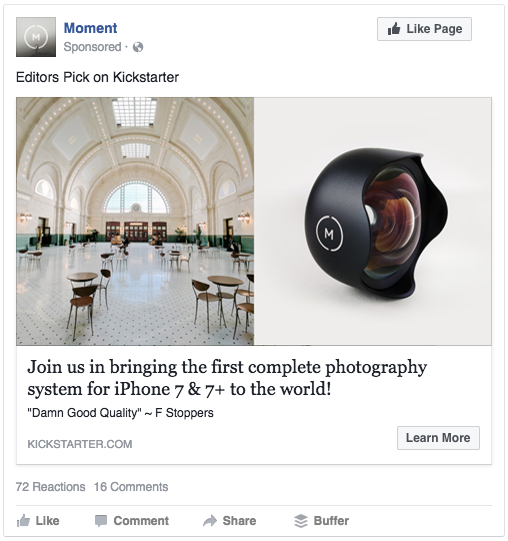 Moment
Sponsored ·
Like Page
Editors Pick on Kickstarter
M
M
Join us in bringing the first complete photography
system for iPhone 7 & 7+ to the world!
"Damn Good Quality" ~ F Stoppers
KICKSTARTER.COM
Learn More
72 Reactions 16 Comments
Like Comment Share Buffer